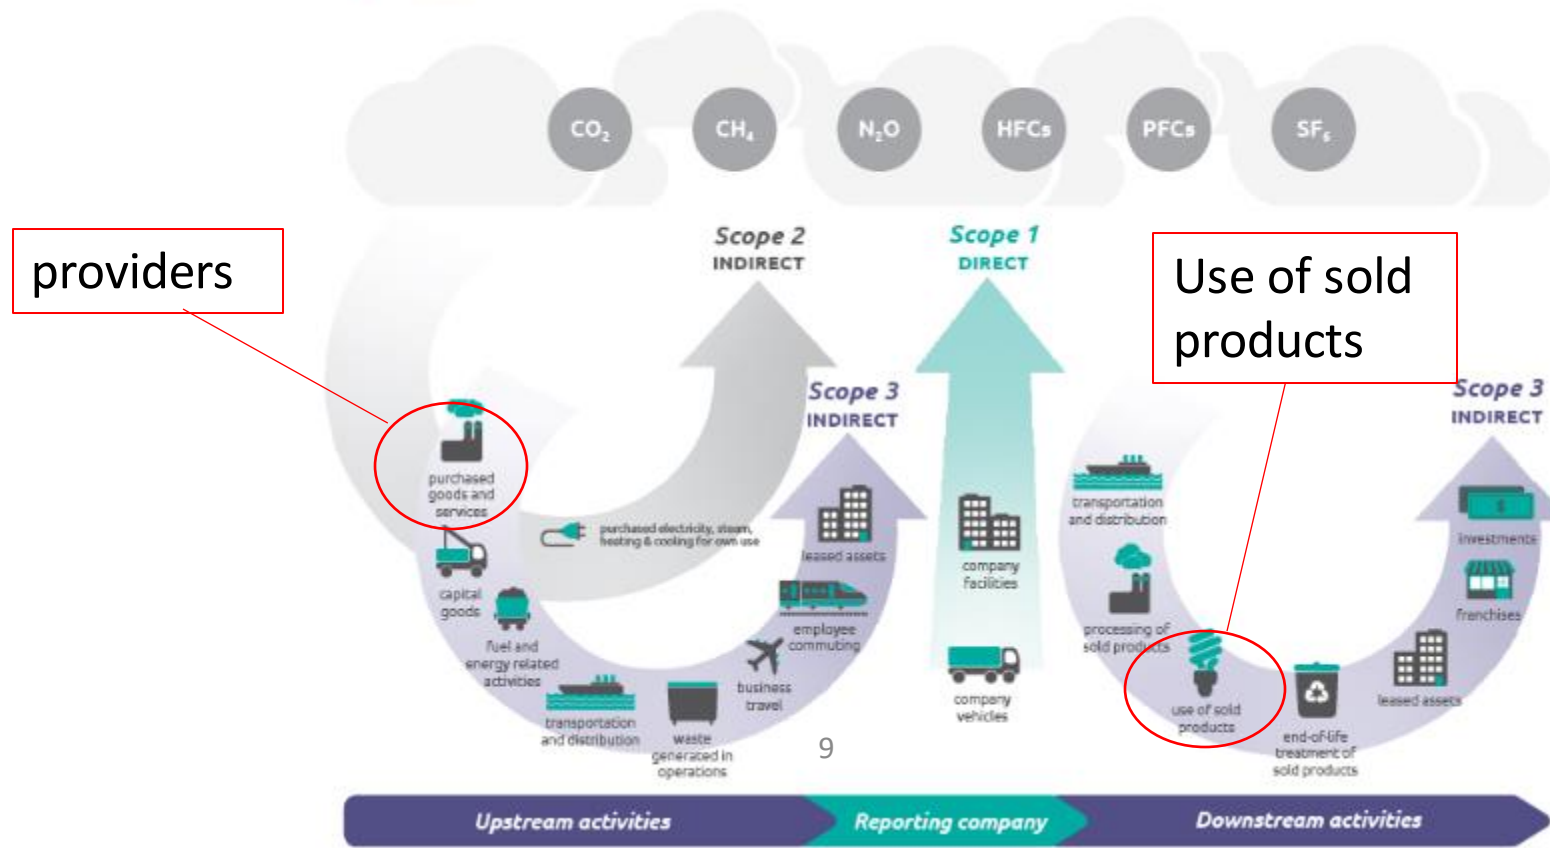 CO₂
CH₄
N₂O
HFCs
PFCs
SF₆
providers
Scope 2
INDIRECT
Scope 1
DIRECT
Use of sold
products
Scope 3
INDIRECT
Scope 3
INDIRECT
purchased
goods and
services
capital
goods
fuel and
energy related
activities
transportation
and distribution
waste
generated in
operations
business
travel
employee
commuting
leased assets
purchased electricity, steam,
heating & cooling for own use
company
facilities
company
vehicles
transportation
and distribution
processing of
sold products
use of sold
products
end-of-life
treatment of
sold products
leased assets
franchises
investments
$
9
Upstream activities
Reporting company
Downstream activities